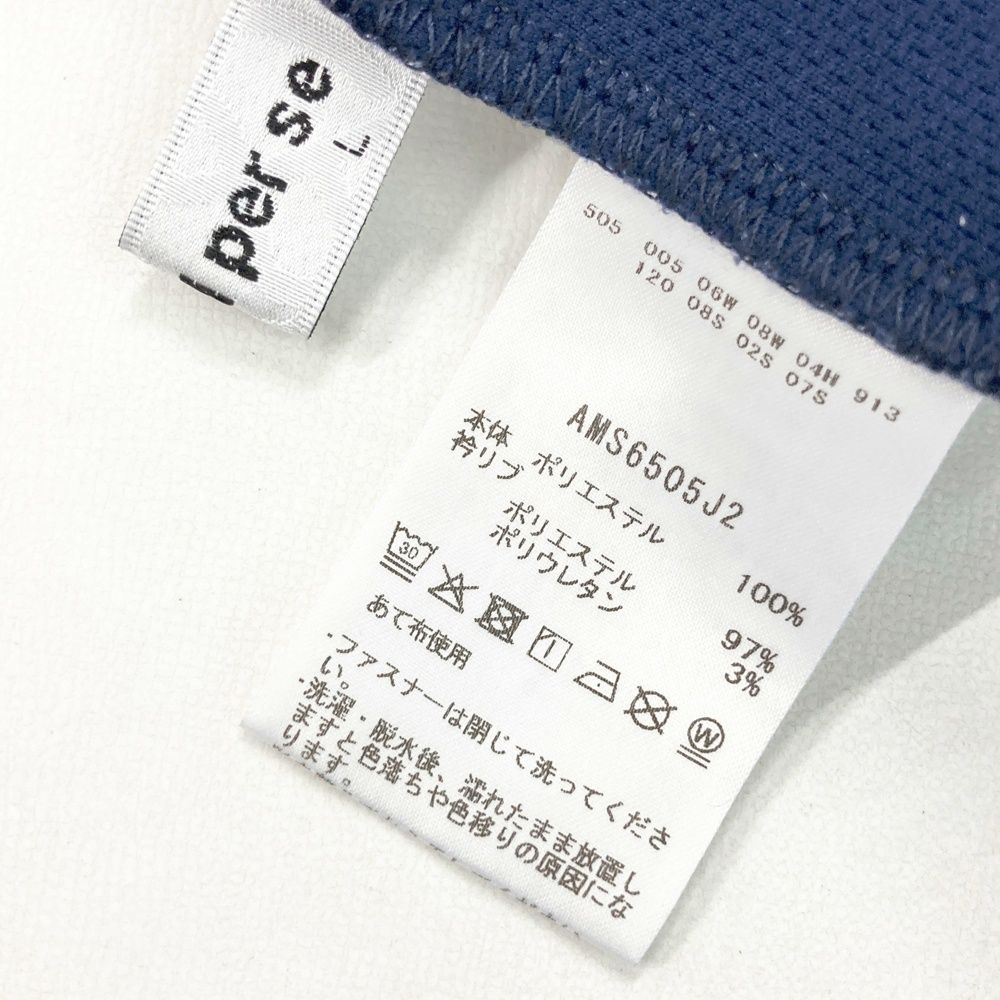 per se
L
505 005 06W 08W 04H 913
120 08S 02S 07S
AMS6505J2
本体 ポリエステル 100%
衿リブ ポリエステル 97%
ポリウレタン 3%
30
W
あて布使用
・ファスナーは閉じて洗ってくださ
い。
・洗濯・脱水後、濡れたまま放置し
ますと色落ちや色移りの原因にな
ります。